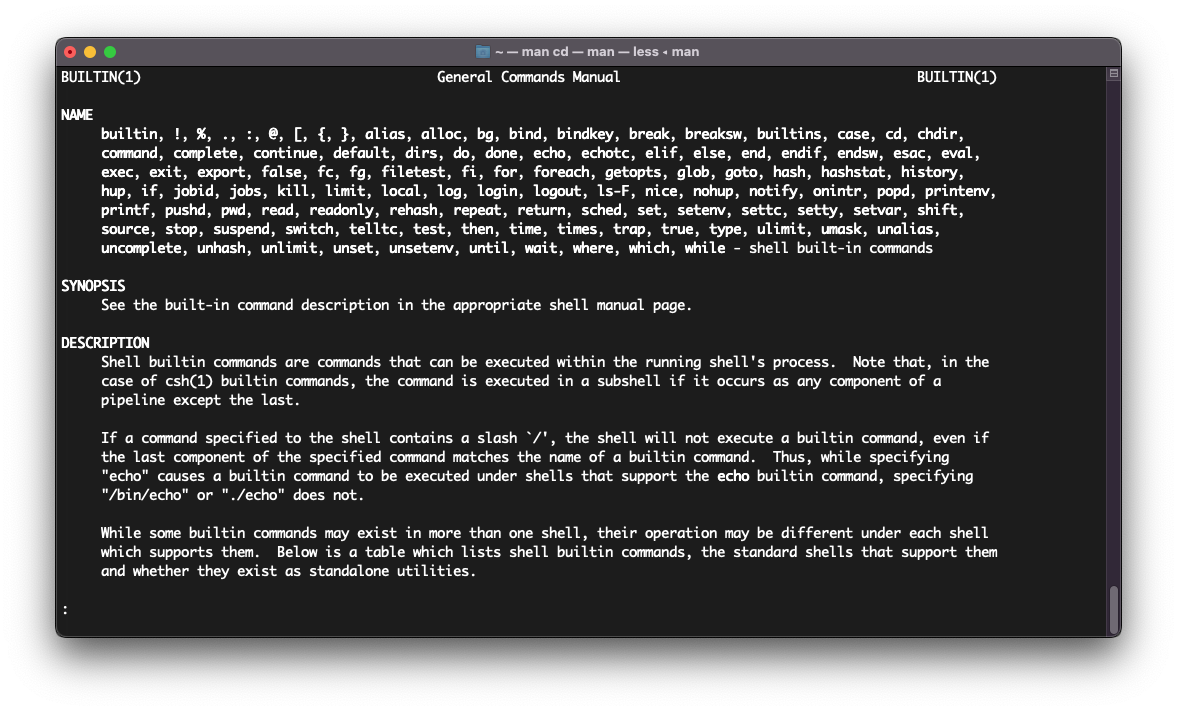 ~ — man cd — man — less ◂ man
BUILTIN(1) General Commands Manual BUILTIN(1)
NAME
builtin, !, %, ., :, @, [, {, }, alias, alloc, bg, bind, bindkey, break, breaksw, builtins, case, cd, chdir,
command, complete, continue, default, dirs, do, done, echo, echotc, elif, else, end, endif, endsw, esac, eval,
exec, exit, export, false, fc, fg, filetest, fi, for, foreach, getopts, glob, goto, hash, hashstat, history,
hup, if, jobid, jobs, kill, limit, local, log, login, logout, ls-F, nice, nohup, notify, onintr, popd, printenv,
printf, pushd, pwd, read, readonly, rehash, repeat, return, sched, set, setenv, settc, setty, setvar, shift,
source, stop, suspend, switch, telltc, test, then, time, times, trap, true, type, ulimit, umask, unalias,
uncomplete, unhash, unlimit, unset, unsetenv, until, wait, where, which, while - shell built-in commands
SYNOPSIS
See the built-in command description in the appropriate shell manual page.
DESCRIPTION
Shell builtin commands are commands that can be executed within the running shell's process.  Note that, in the
case of csh(1) builtin commands, the command is executed in a subshell if it occurs as any component of a
pipeline except the last.
If a command specified to the shell contains a slash `/', the shell will not execute a builtin command, even if
the last component of the specified command matches the name of a builtin command.  Thus, while specifying
"echo" causes a builtin command to be executed under shells that support the echo builtin command, specifying
"/bin/echo" or "./echo" does not.
While some builtin commands may exist in more than one shell, their operation may be different under each shell
which supports them.  Below is a table which lists shell builtin commands, the standard shells that support them
and whether they exist as standalone utilities.
: